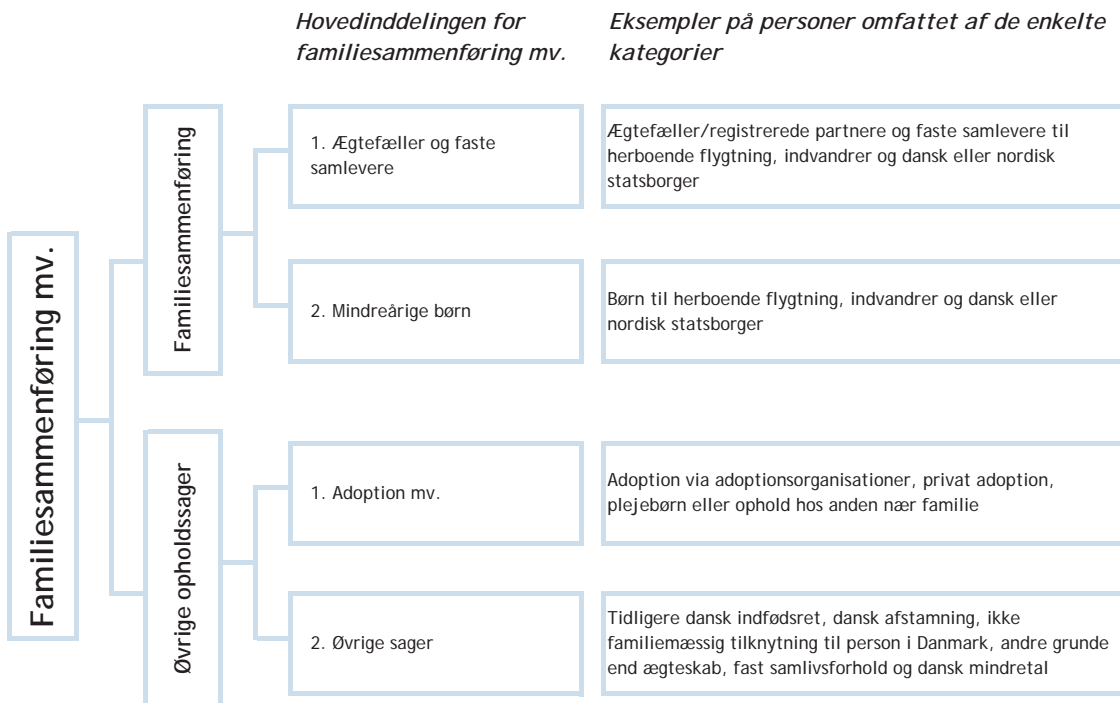 Hovedinddelingen for
familiesammenføring mv.
Eksempler på personer omfattet af de enkelte
kategorier
Familiesammenføring mv.
Familiesammenføring
1. Ægtefæller og faste
samlevere
Ægtefæller/registrerede partnere og faste samlevere til
herboende flygtning, indvandrer og dansk eller nordisk
statsborger
2. Mindreårige børn
Børn til herboende flygtning, indvandrer og dansk eller
nordisk statsborger
Øvrige opholdssager
1. Adoption mv.
Adoption via adoptionsorganisationer, privat adoption,
plejebørn eller ophold hos anden nær familie
2. Øvrige sager
Tidligere dansk indfødsret, dansk afstamning, ikke
familiemæssig tilknytning til person i Danmark, andre grunde
end ægteskab, fast samlivsforhold og dansk mindretal